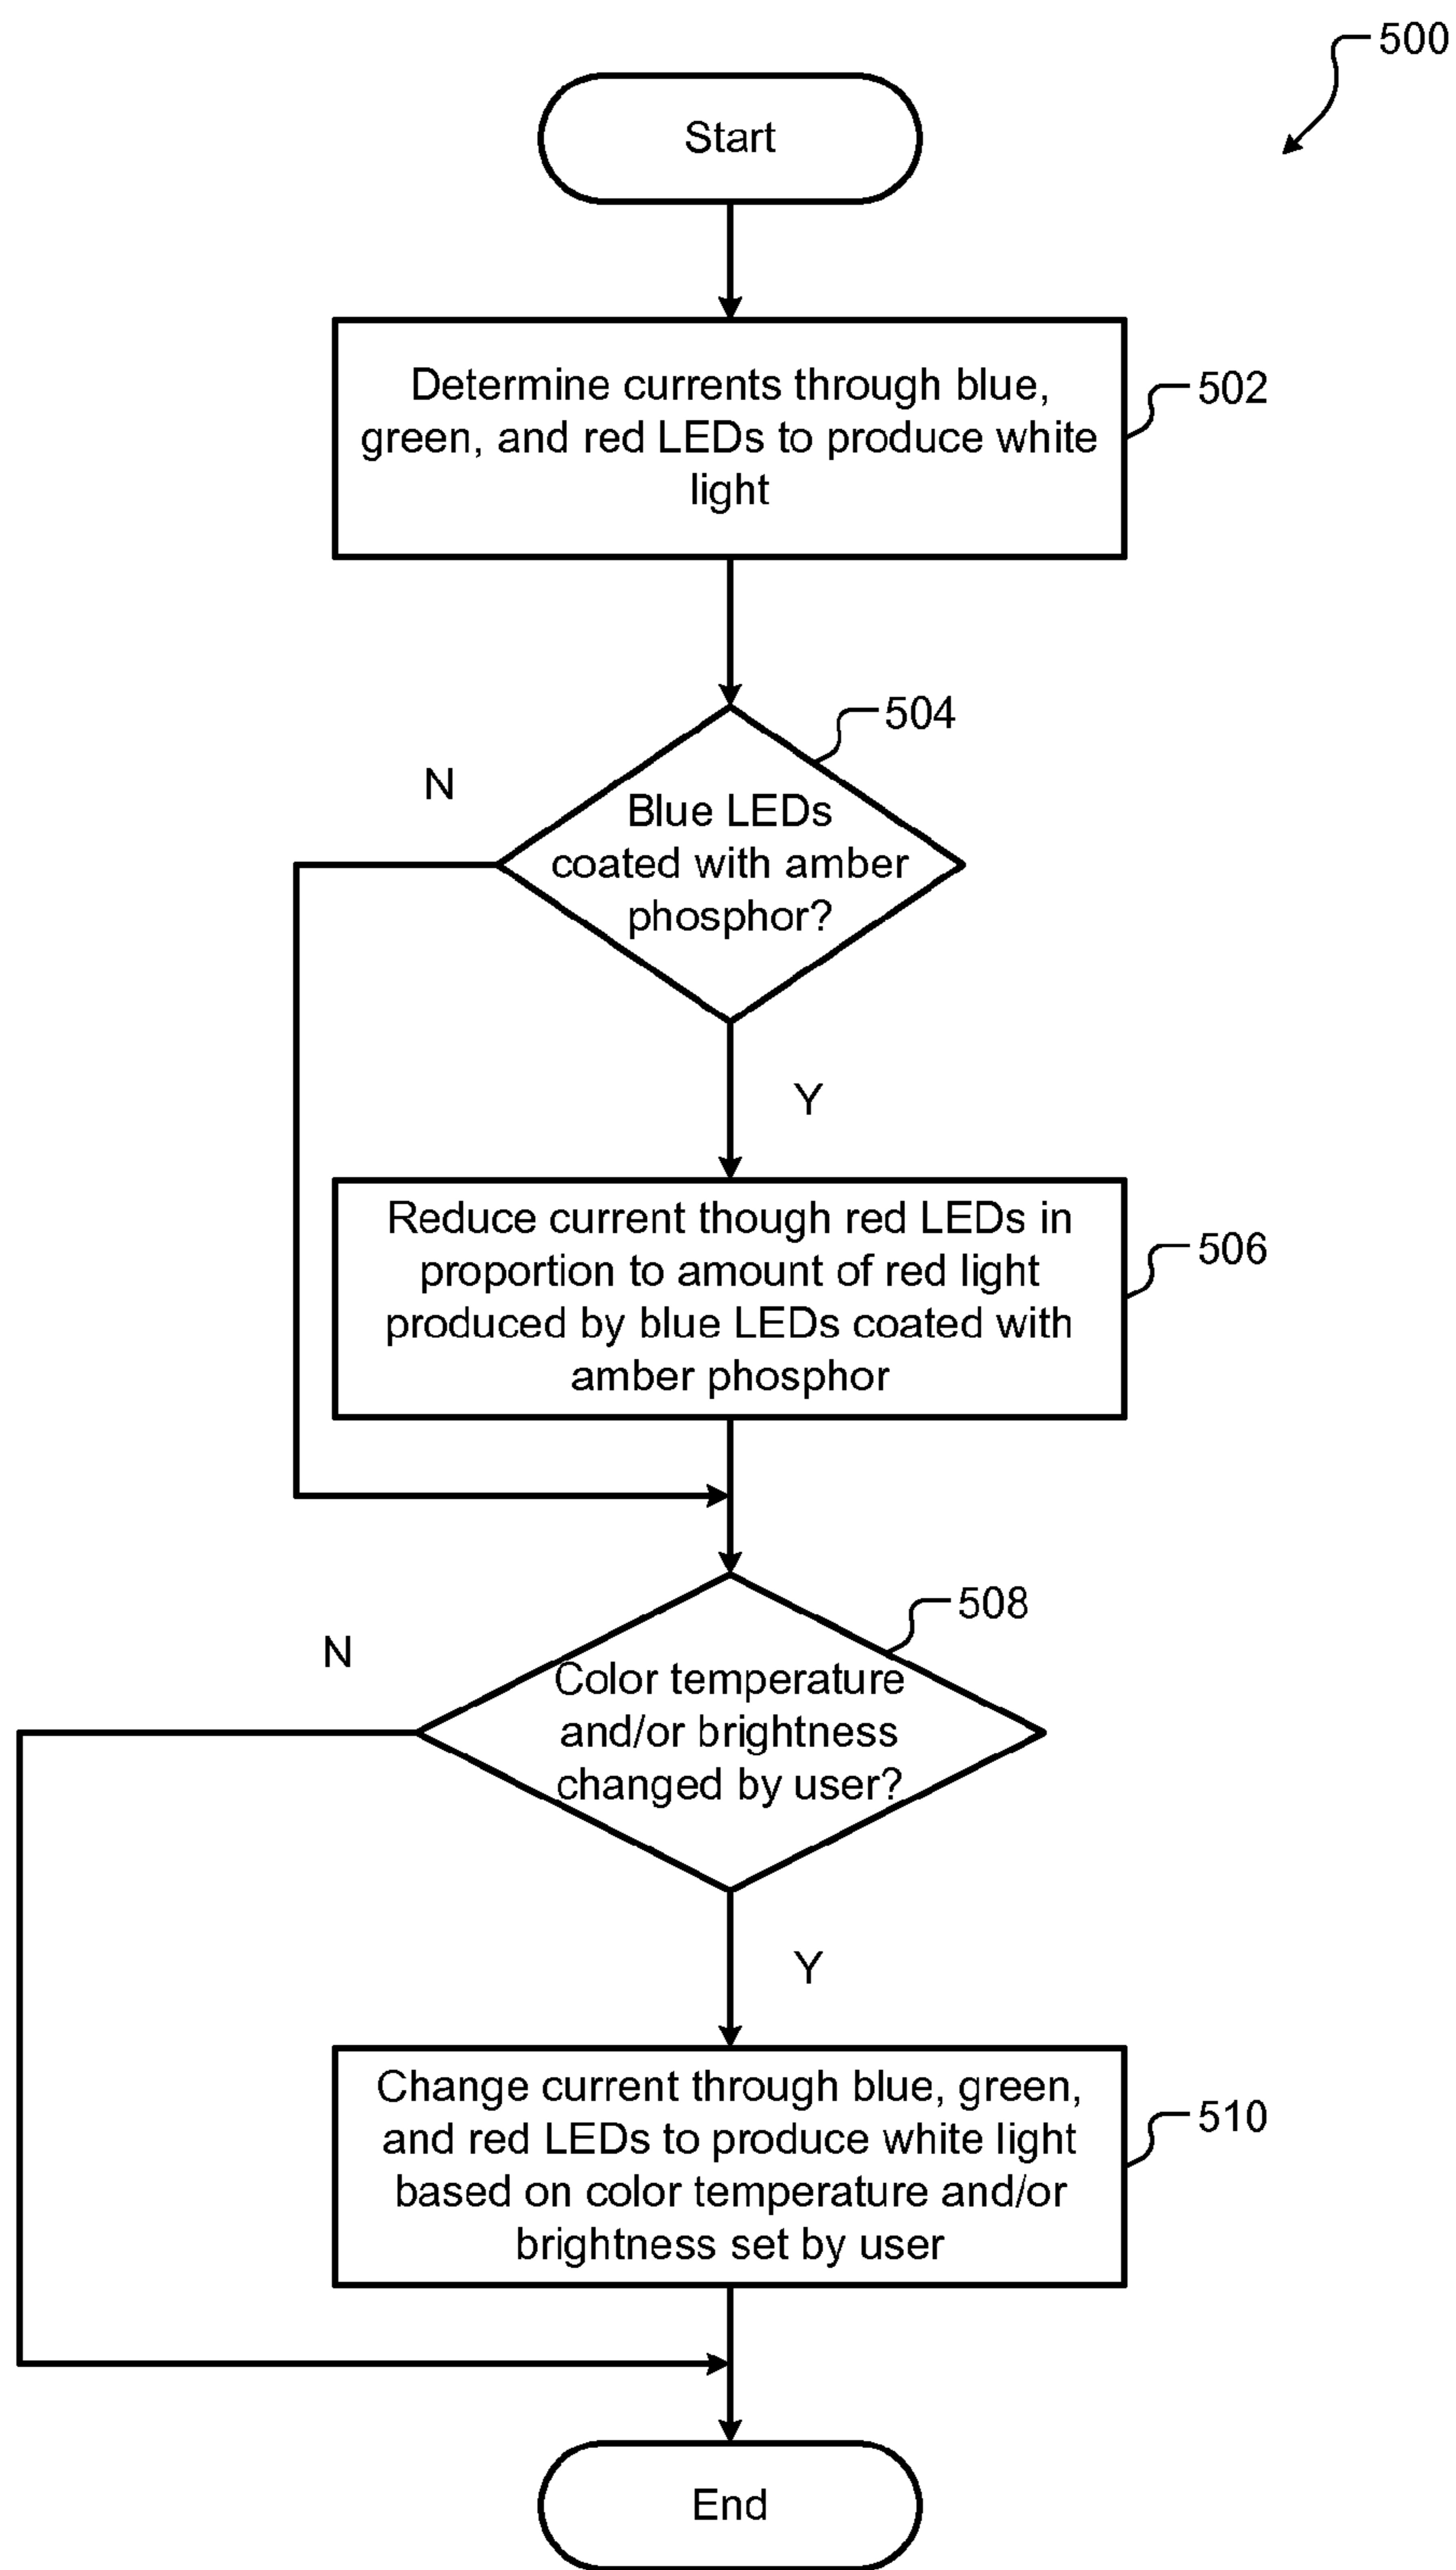 500
Start
Determine currents through blue,
green, and red LEDs to produce white
light
502
504
N
Blue LEDs
coated with amber
phosphor?
Y
Reduce current though red LEDs in
proportion to amount of red light
produced by blue LEDs coated with
amber phosphor
506
508
N
Color temperature
and/or brightness
changed by user?
Y
Change current through blue, green,
and red LEDs to produce white light
based on color temperature and/or
brightness set by user
510
End